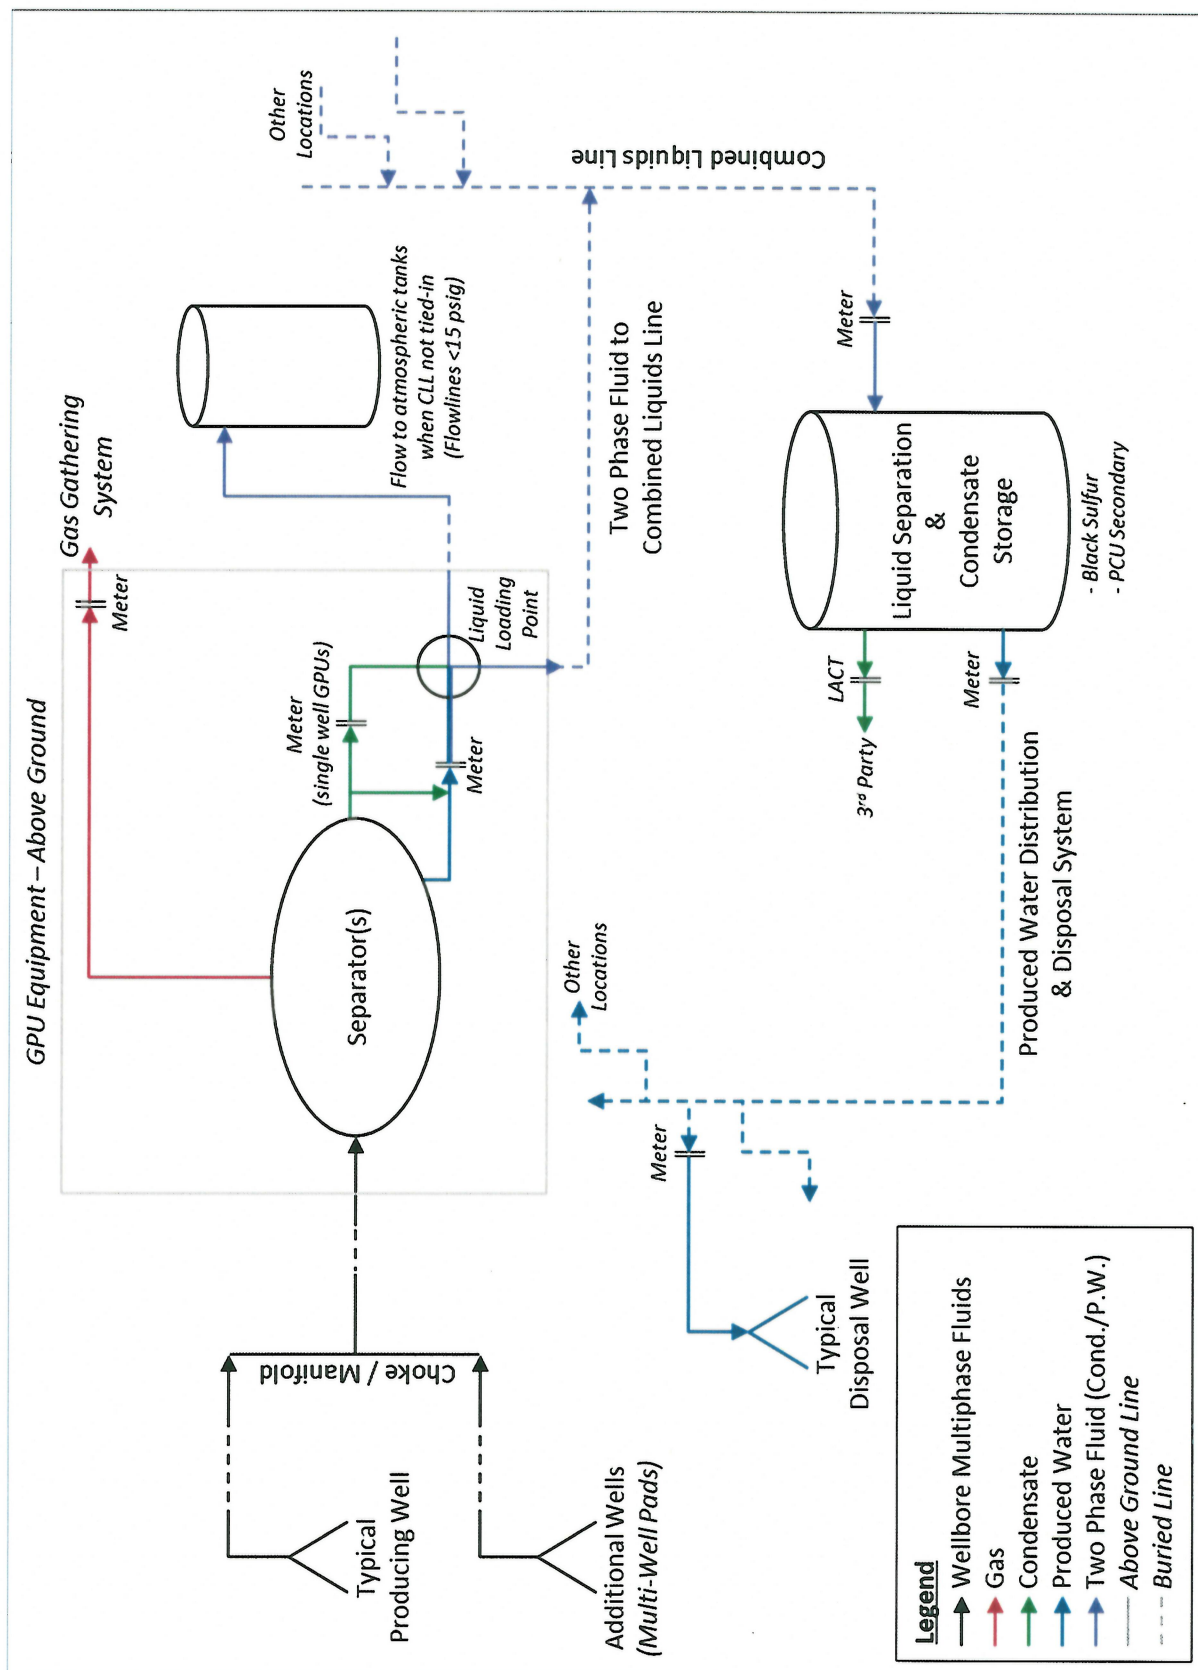 GPU Equipment – Above Ground
Gas Gathering
System
Meter
Other
Locations
Typical
Producing Well
Choke / Manifold
Additional Wells
(Multi-Well Pads)
Separator(s)
Meter
(single well GPUs)
Meter
Liquid
Loading
Point
Flow to atmospheric tanks
when CLL not tied-in
(Flowlines <15 psig)
Two Phase Fluid to
Combined Liquids Line
Combined Liquids Line
Other
Locations
Meter
Typical
Disposal Well
Meter
Liquid Separation
&
Condensate
Storage
- Black Sulfur
- PCU Secondary
LACT
3rd Party
Meter
Produced Water Distribution
& Disposal System
Legend
Wellbore Multiphase Fluids
Gas
Condensate
Produced Water
Two Phase Fluid (Cond./P.W.)
Above Ground Line
Buried Line